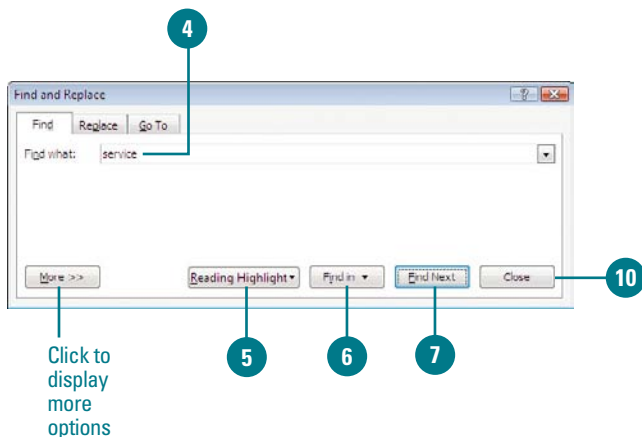 4
Find and Replace
Find Replace Go To
Find what: service
More >> Reading Highlight Find in Find Next Close
10
5 6 7
Click to
display
more
options